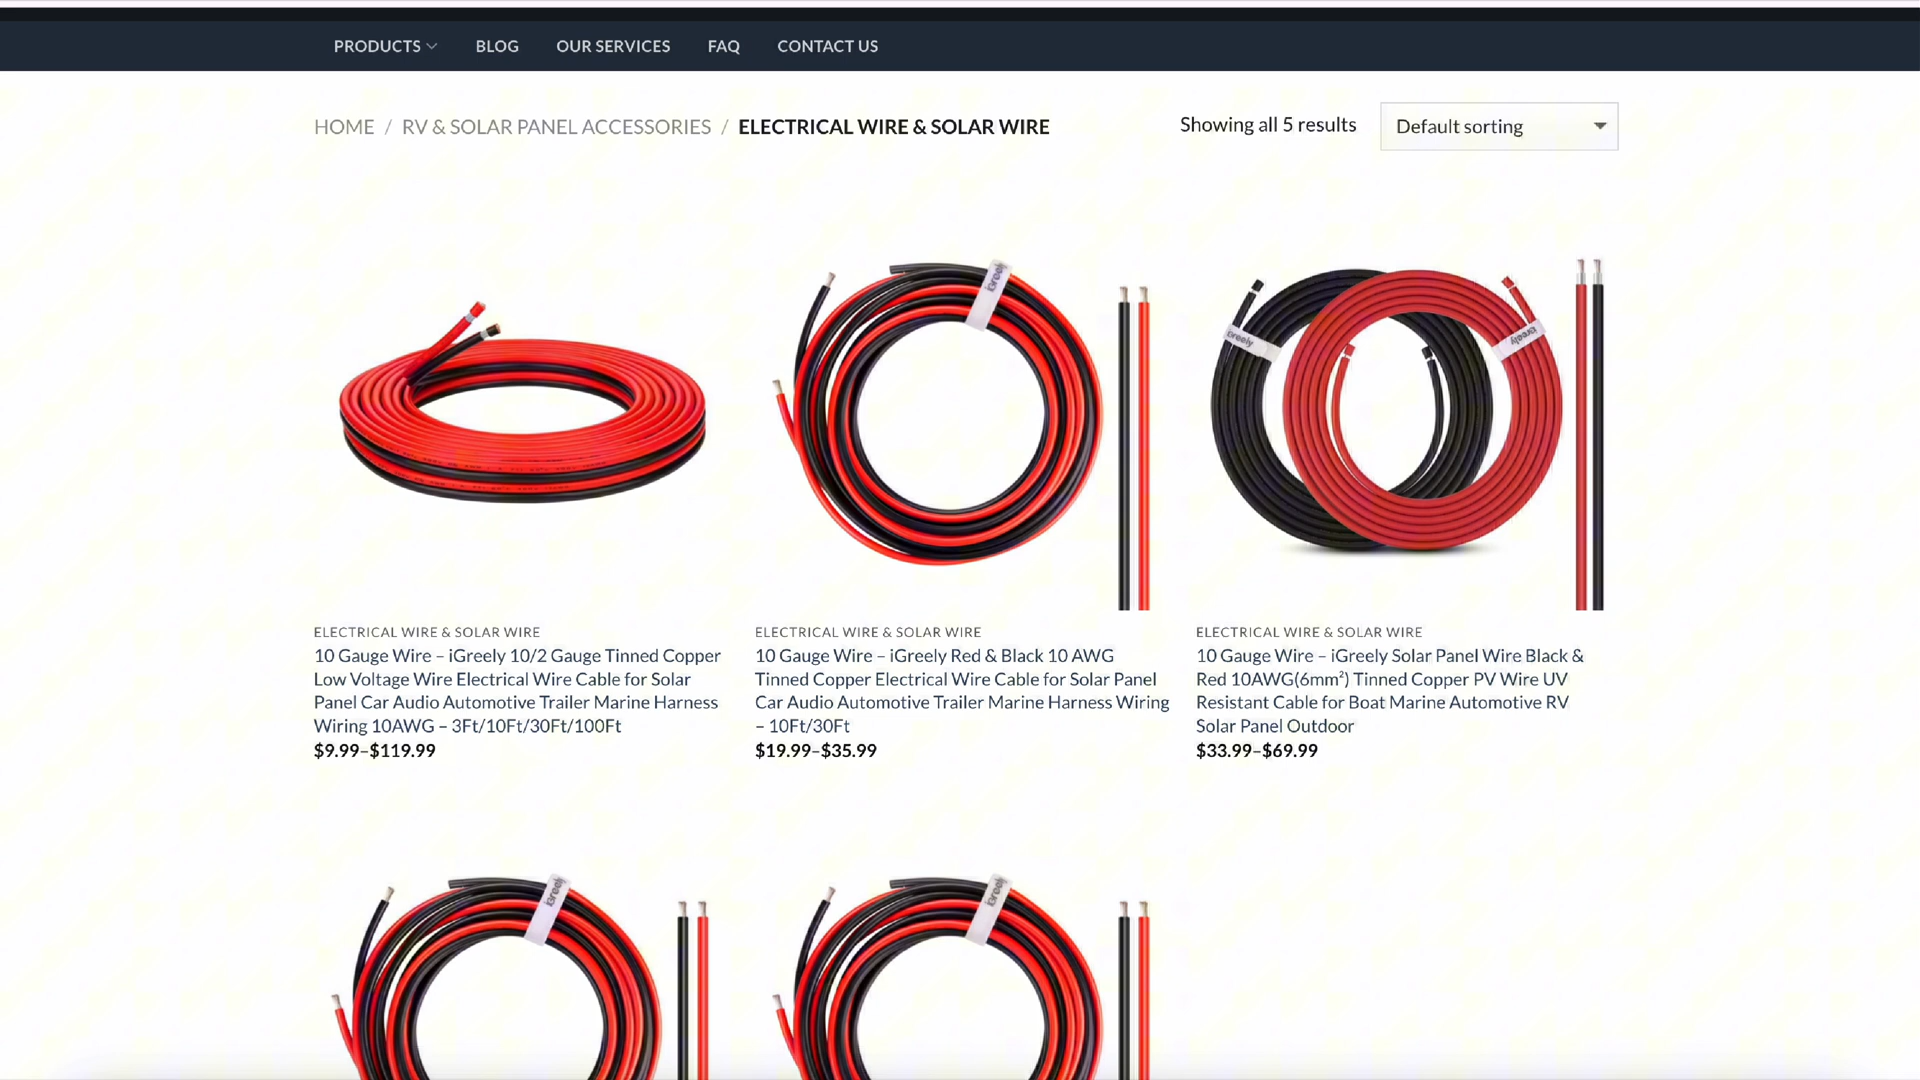 PRODUCTS
BLOG
OUR SERVICES
FAQ
CONTACT US
HOME / RV & SOLAR PANEL ACCESSORIES / ELECTRICAL WIRE & SOLAR WIRE
Showing all 5 results
Default sorting
iGreely
iGreely
iGreely
ELECTRICAL WIRE & SOLAR WIRE
10 Gauge Wire – iGreely 10/2 Gauge Tinned Copper
Low Voltage Wire Electrical Wire Cable for Solar
Panel Car Audio Automotive Trailer Marine Harness
Wiring 10AWG – 3Ft/10Ft/30Ft/100Ft
$9.99–$119.99
ELECTRICAL WIRE & SOLAR WIRE
10 Gauge Wire – iGreely Red & Black 10 AWG
Tinned Copper Electrical Wire Cable for Solar Panel
Car Audio Automotive Trailer Marine Harness Wiring
– 10Ft/30Ft
$19.99–$35.99
ELECTRICAL WIRE & SOLAR WIRE
10 Gauge Wire – iGreely Solar Panel Wire Black &
Red 10AWG(6mm²) Tinned Copper PV Wire UV
Resistant Cable for Boat Marine Automotive RV
Solar Panel Outdoor
$33.99–$69.99
iGreely
iGreely